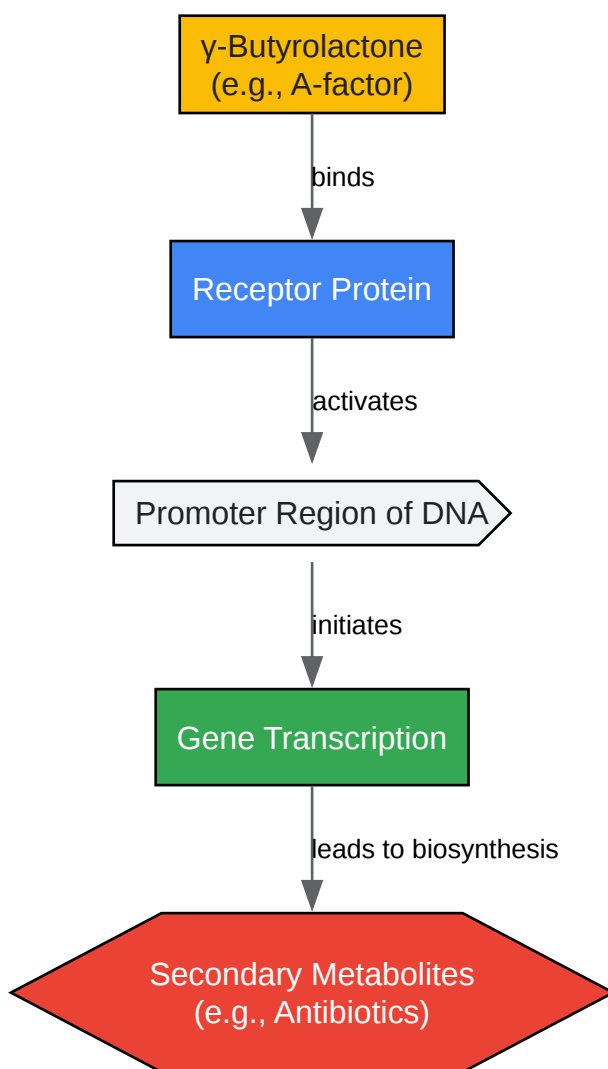 γ-Butyrolactone
(e.g., A-factor)
binds
Receptor Protein
activates
Promoter Region of DNA
initiates
Gene Transcription
leads to biosynthesis
Secondary Metabolites
(e.g., Antibiotics)